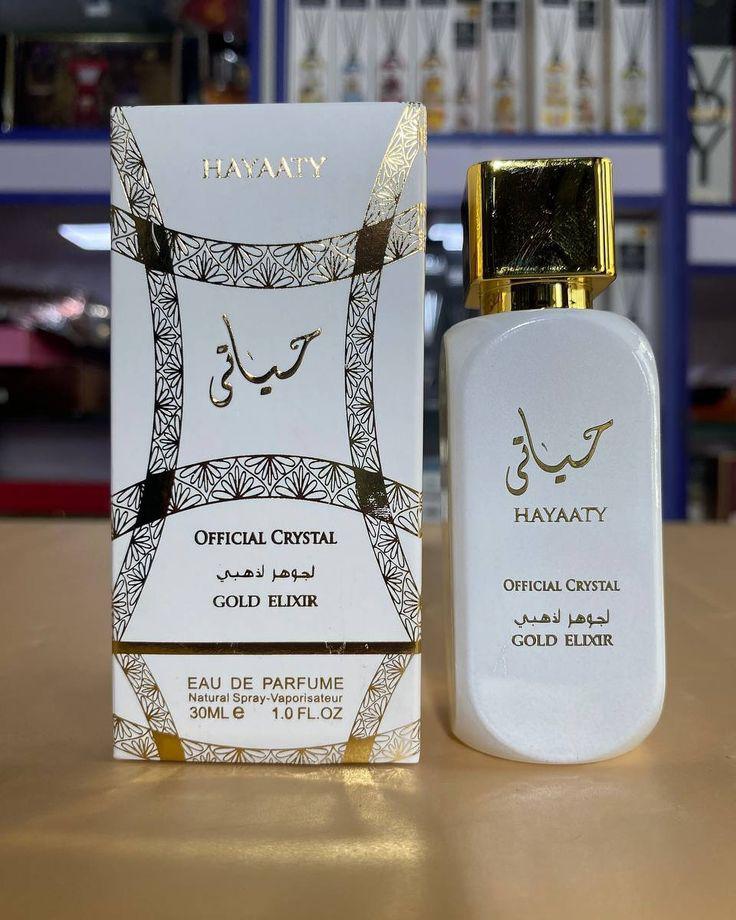 HAYAATY
حياتي
OFFICIAL CRYSTAL
لجوهر لذهبي
GOLD ELIXIR
EAU DE PARFUME
Natural Spray-Vaporisateur
30ML e 1.0 FL.OZ
حياتي
HAYAATY
OFFICIAL CRYSTAL
لجوهر لذهبي
GOLD ELIXIR